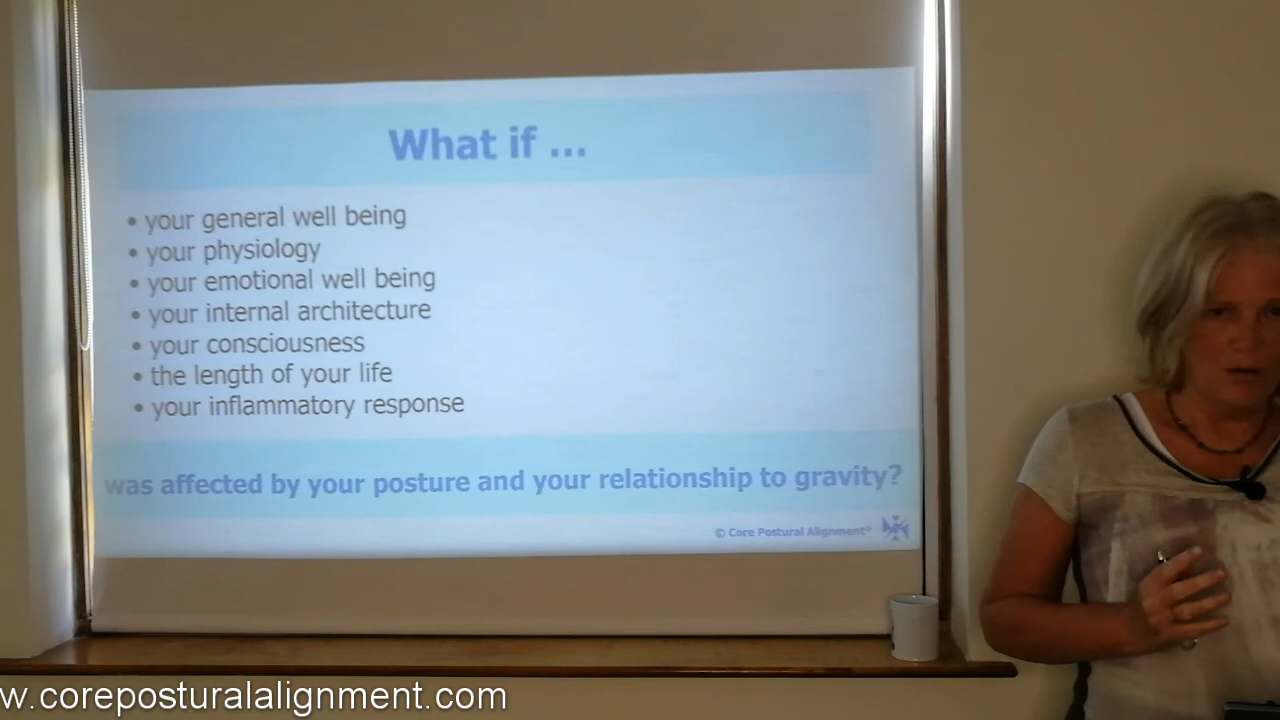 What if ...
• your general well being
• your physiology
• your emotional well being
• your internal architecture
• your consciousness
• the length of your life
• your inflammatory response
was affected by your posture and your relationship to gravity?
© Core Postural Alignment®
w.coreposturalalignment.com